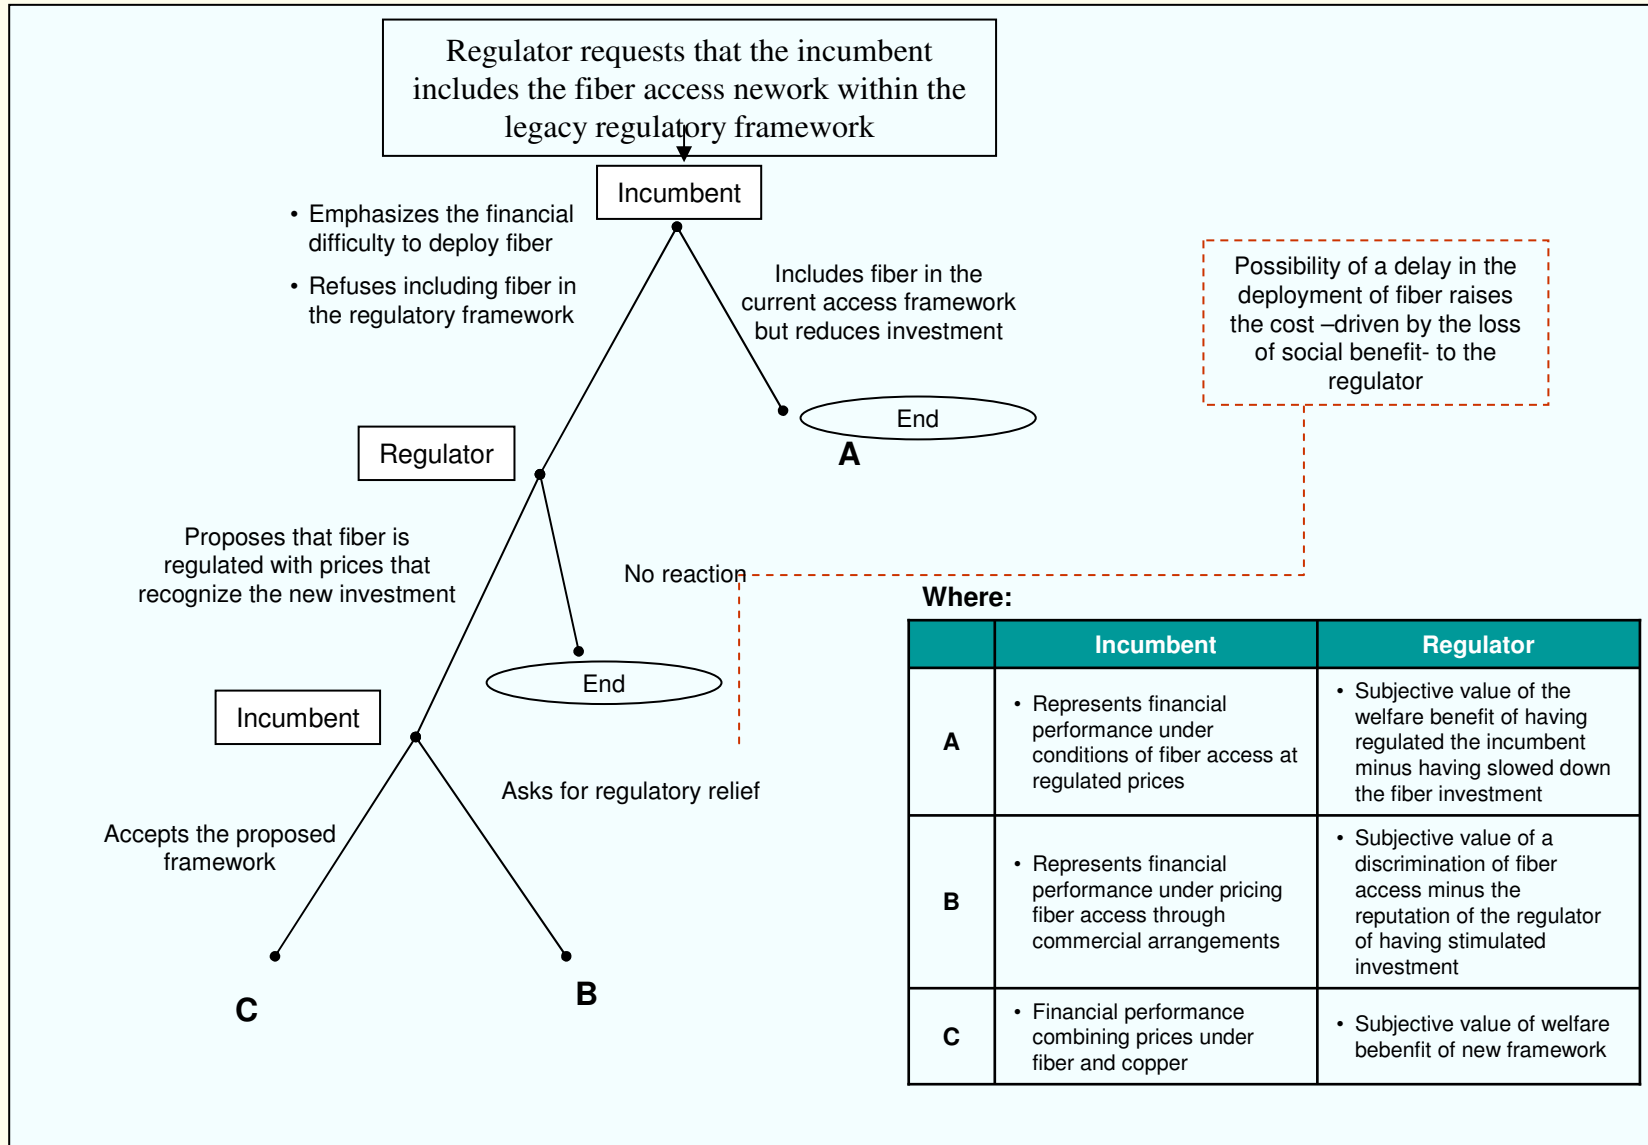 Regulator requests that the incumbent
includes the fiber access nework within the
legacy regulatory framework
Incumbent
• Emphasizes the financial
difficulty to deploy fiber
• Refuses including fiber in
the regulatory framework
Includes fiber in the
current access framework
but reduces investment
Possibility of a delay in the
deployment of fiber raises
the cost –driven by the loss
of social benefit- to the
regulator
End
A
Regulator
Proposes that fiber is
regulated with prices that
recognize the new investment
No reaction
End
Incumbent
Asks for regulatory relief
Accepts the proposed
framework
C
B
Where:
Incumbent
Regulator
A
• Represents financial
performance under
conditions of fiber access at
regulated prices
• Subjective value of the
welfare benefit of having
regulated the incumbent
minus having slowed down
the fiber investment
B
• Represents financial
performance under pricing
fiber access through
commercial arrangements
• Subjective value of a
discrimination of fiber
access minus the
reputation of the regulator
of having stimulated
investment
C
• Financial performance
combining prices under
fiber and copper
• Subjective value of welfare
bebenfit of new framework